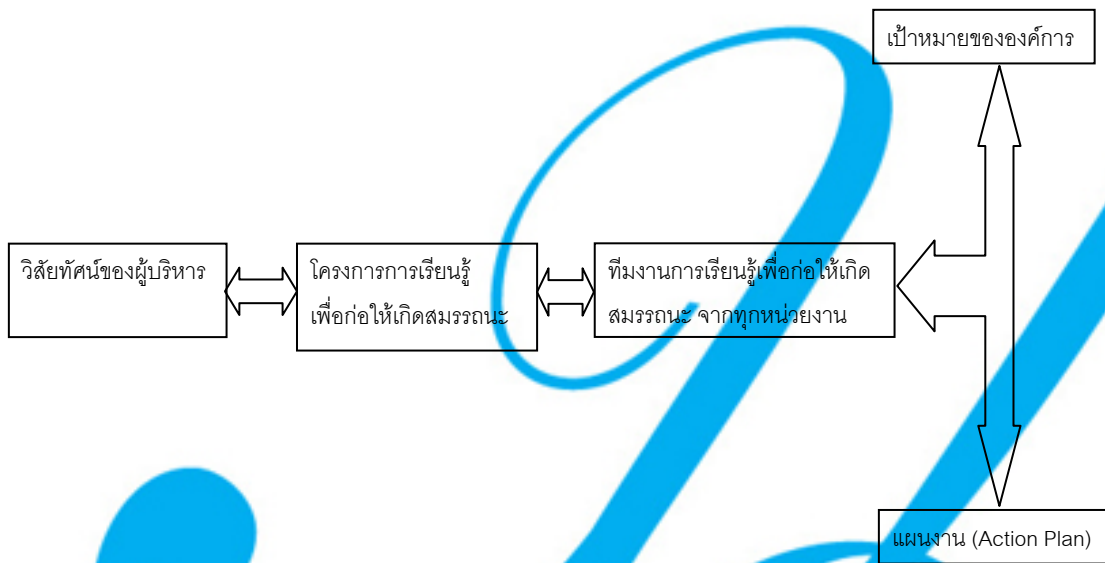 เป้าหมายขององค์การ
วิสัยทัศน์ของผู้บริหาร
โครงการการเรียนรู้
เพื่อก่อให้เกิดสมรรถนะ
ทีมงานการเรียนรู้เพื่อก่อให้เกิด
สมรรถนะ จากทุกหน่วยงาน
แผนงาน (Action Plan)